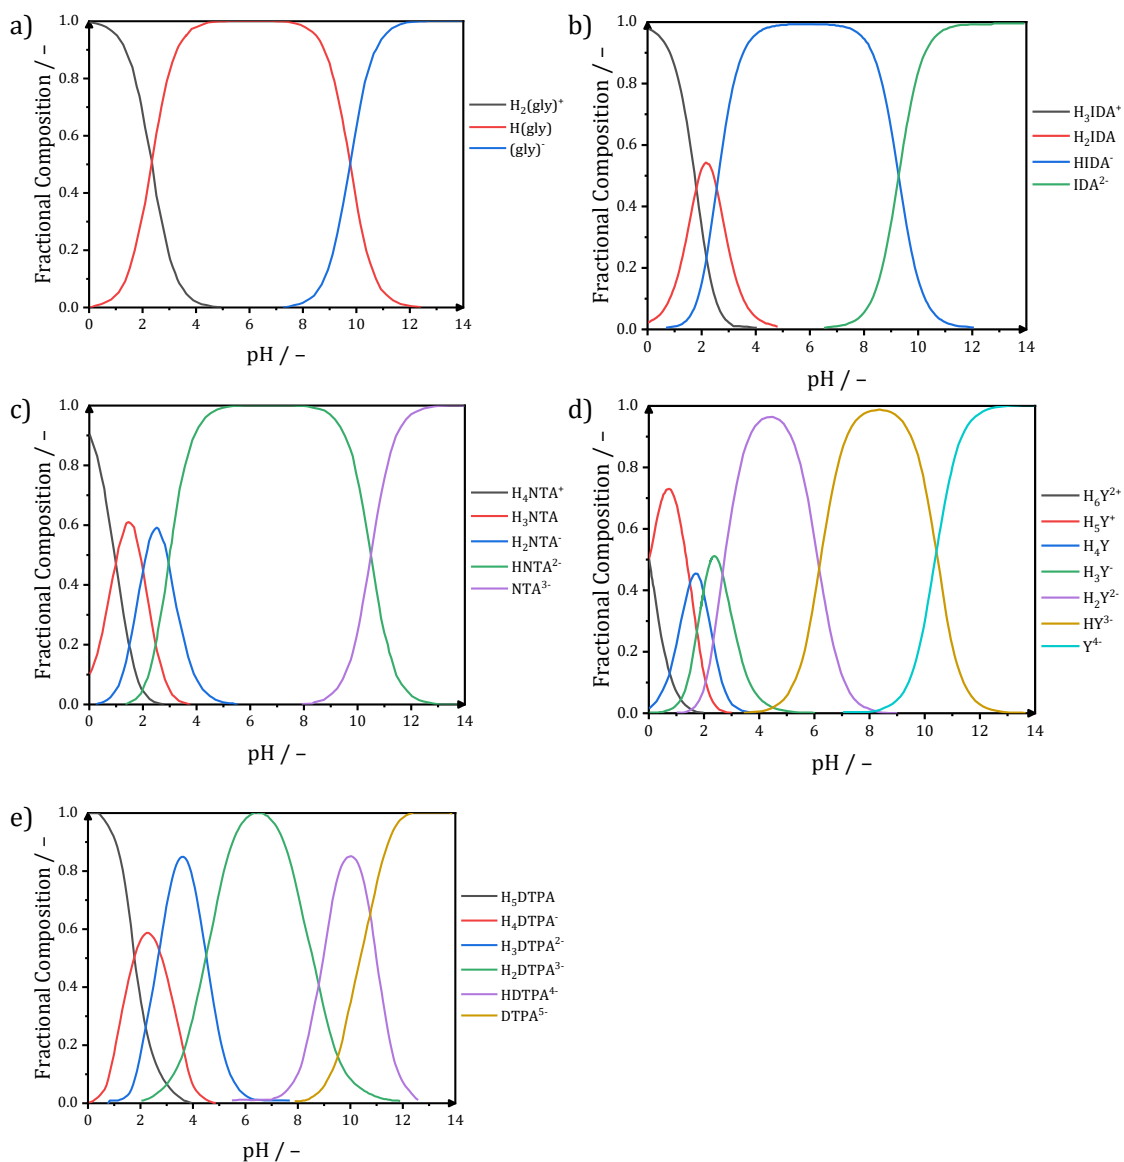 a)
1.0
0.8
0.6
0.4
0.2
0.0
Fractional Composition / –
0 2 4 6 8 10 12 14
pH / –
H₂(gly)⁺
H(gly)
(gly)⁻
b)
1.0
0.8
0.6
0.4
0.2
0.0
Fractional Composition / –
0 2 4 6 8 10 12 14
pH / –
H₃IDA⁺
H₂IDA
HIDA⁻
IDA²⁻
c)
1.0
0.8
0.6
0.4
0.2
0.0
Fractional Composition / –
0 2 4 6 8 10 12 14
pH / –
H₄NTA⁺
H₃NTA
H₂NTA⁻
HNTA²⁻
NTA³⁻
d)
1.0
0.8
0.6
0.4
0.2
0.0
Fractional Composition / –
0 2 4 6 8 10 12 14
pH / –
H₆Y²⁺
H₅Y⁺
H₄Y
H₃Y⁻
H₂Y²⁻
HY³⁻
Y⁴⁻
e)
1.0
0.8
0.6
0.4
0.2
0.0
Fractional Composition / –
0 2 4 6 8 10 12 14
pH / –
H₅DTPA
H₄DTPA⁻
H₃DTPA²⁻
H₂DTPA³⁻
HDTPA⁴⁻
DTPA⁵⁻